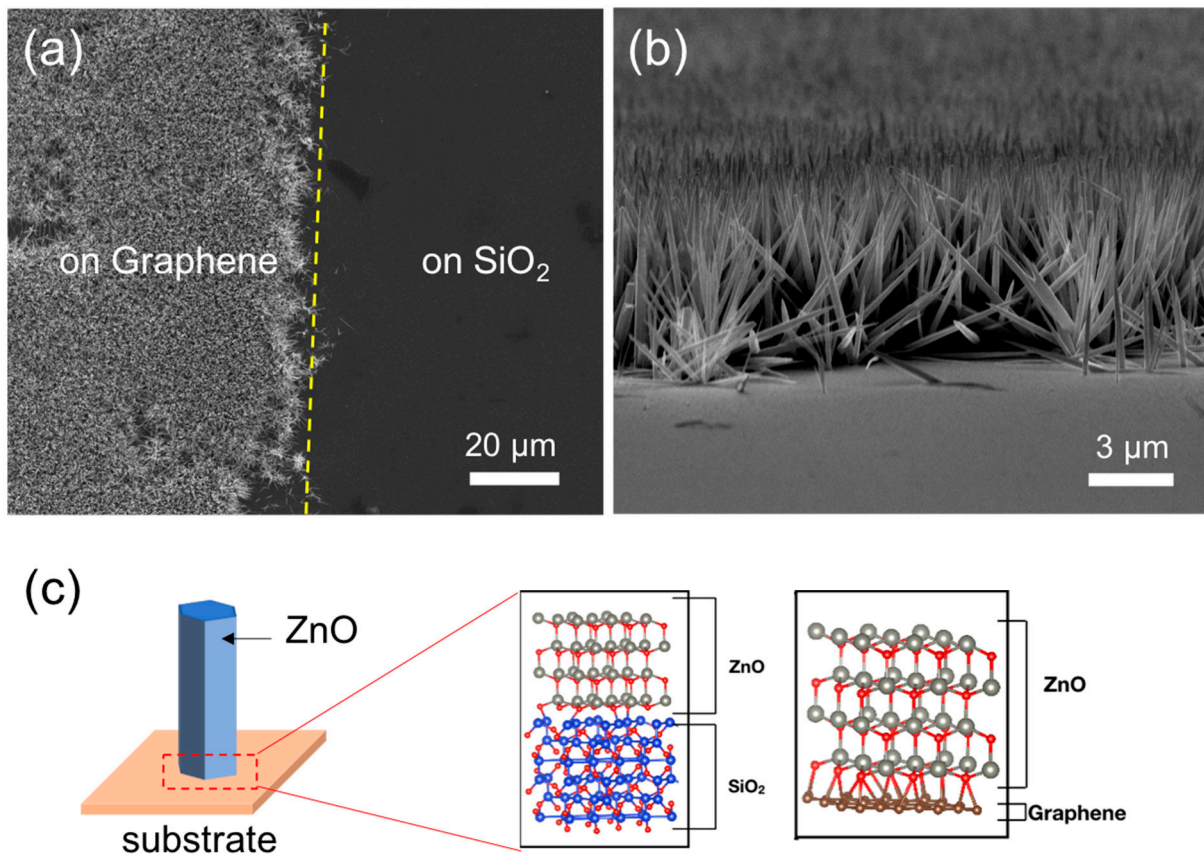 (a)
on Graphene
on SiO₂
20 μm
(b)
3 μm
(c)
ZnO
substrate
ZnO
SiO₂
ZnO
Graphene